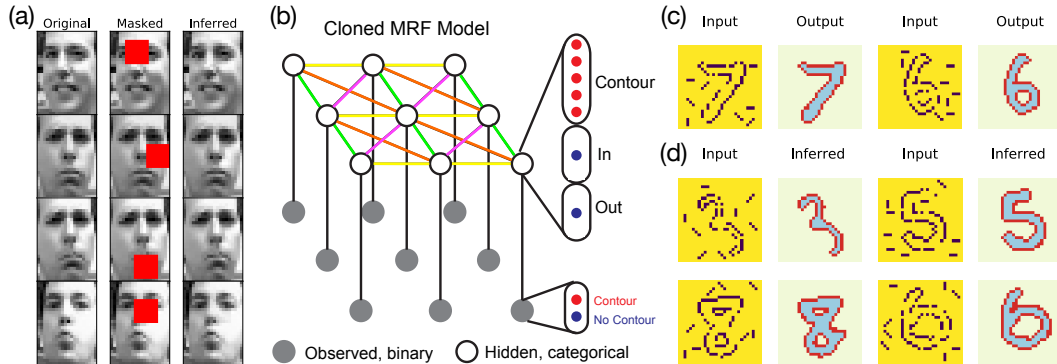 (a)
Original Masked Inferred
(b)
Cloned MRF Model
Contour
In
Out
Contour
No Contour
Observed, binary
Hidden, categorical
(c)
Input Output Input Output
(d)
Input Inferred Input Inferred